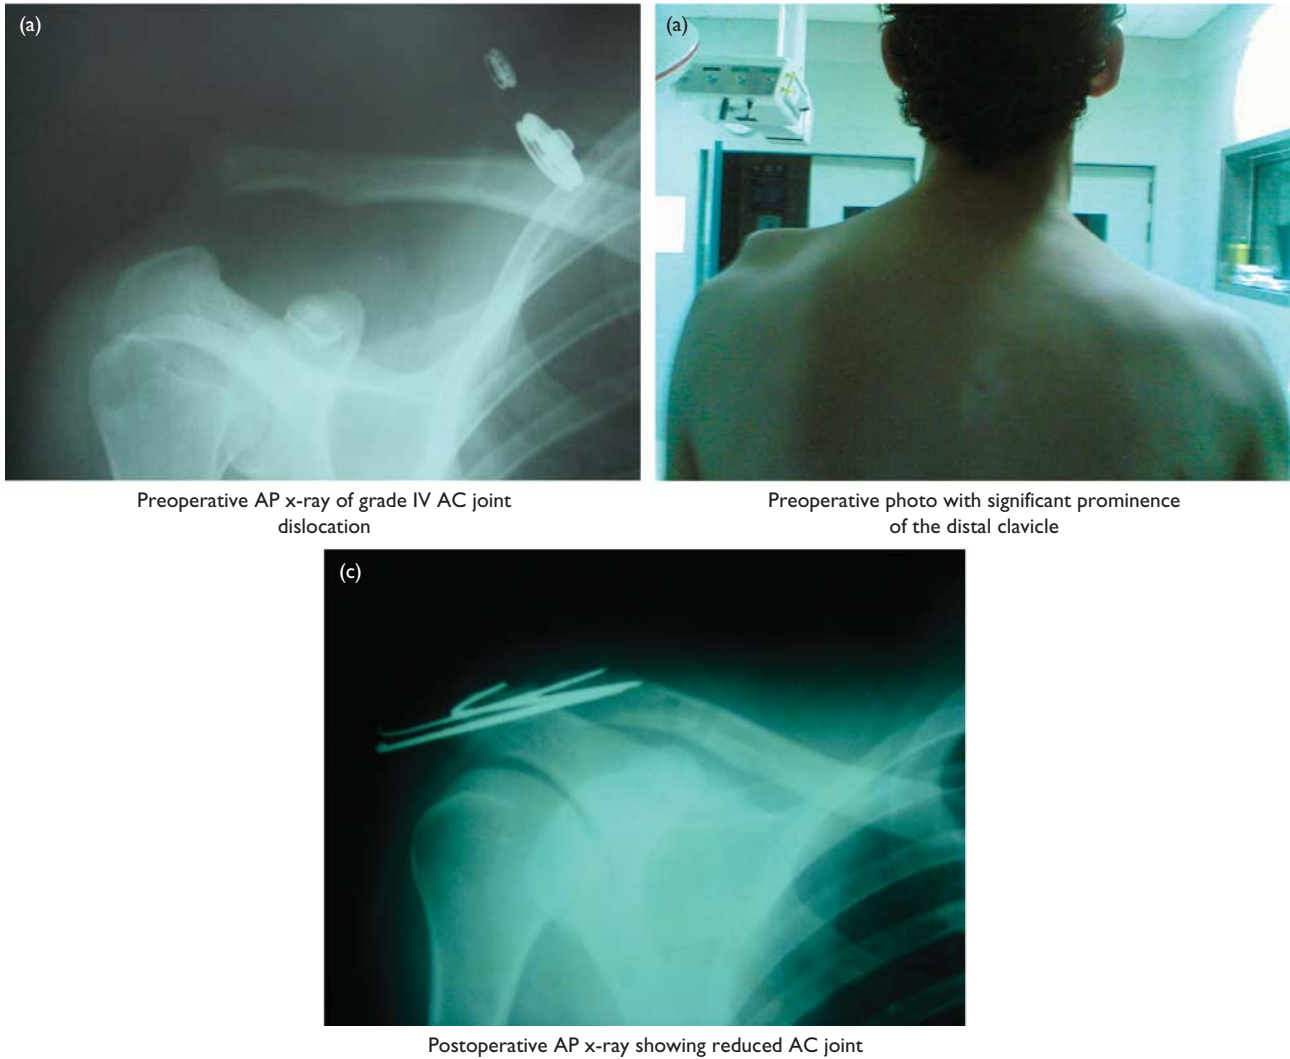 (a)
(a)
Preoperative AP x-ray of grade IV AC joint
dislocation
Preoperative photo with significant prominence
of the distal clavicle
(c)
Postoperative AP x-ray showing reduced AC joint